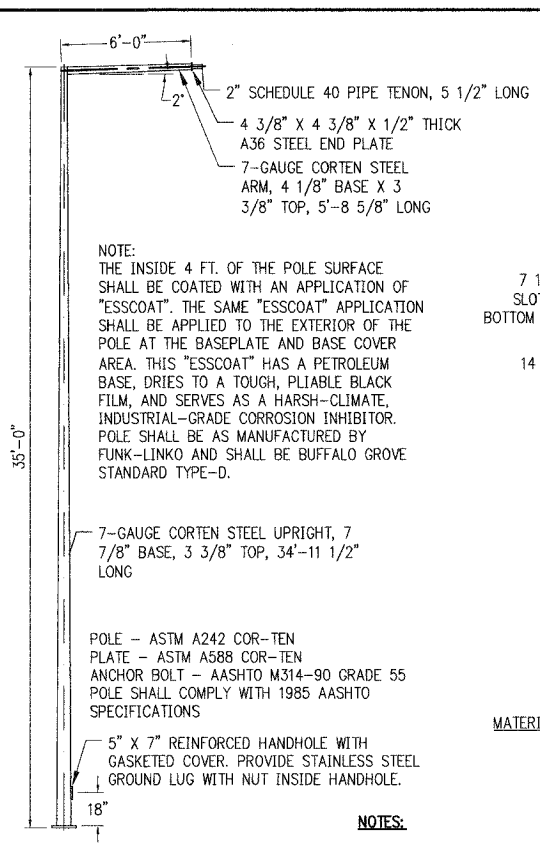 6'-0"
2°
2" SCHEDULE 40 PIPE TENON, 5 1/2" LONG
4 3/8" X 4 3/8" X 1/2" THICK
A36 STEEL END PLATE
7-GAUGE CORTEN STEEL
ARM, 4 1/8" BASE X 3
3/8" TOP, 5'-8 5/8" LONG
NOTE:
THE INSIDE 4 FT. OF THE POLE SURFACE
SHALL BE COATED WITH AN APPLICATION OF
"ESSCOAT". THE SAME "ESSCOAT" APPLICATION
SHALL BE APPLIED TO THE EXTERIOR OF THE
POLE AT THE BASEPLATE AND BASE COVER
AREA. THIS "ESSCOAT" HAS A PETROLEUM
BASE, DRIES TO A TOUGH, PLIABLE BLACK
FILM, AND SERVES AS A HARSH-CLIMATE,
INDUSTRIAL-GRADE CORROSION INHIBITOR.
POLE SHALL BE AS MANUFACTURED BY
FUNK-LINKO AND SHALL BE BUFFALO GROVE
STANDARD TYPE-D.
7 1
SLO
BOTTOM
14
35'-0"
7-GAUGE CORTEN STEEL UPRIGHT, 7
7/8" BASE, 3 3/8" TOP, 34'-11 1/2"
LONG
POLE - ASTM A242 COR-TEN
PLATE - ASTM A588 COR-TEN
ANCHOR BOLT - AASHTO M314-90 GRADE 55
POLE SHALL COMPLY WITH 1985 AASHTO
SPECIFICATIONS
MATERI
5" X 7" REINFORCED HANDHOLE WITH
GASKETED COVER. PROVIDE STAINLESS STEEL
GROUND LUG WITH NUT INSIDE HANDHOLE.
18"
NOTES: